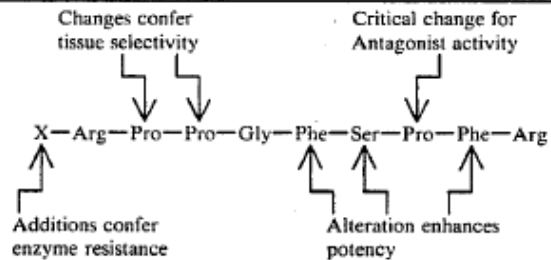 Changes confer
tissue selectivity
Critical change for
Antagonist activity
X—Arg—Pro—Pro—Gly—Phe—Ser—Pro—Phe—Arg
Additions confer
enzyme resistance
Alteration enhances
potency